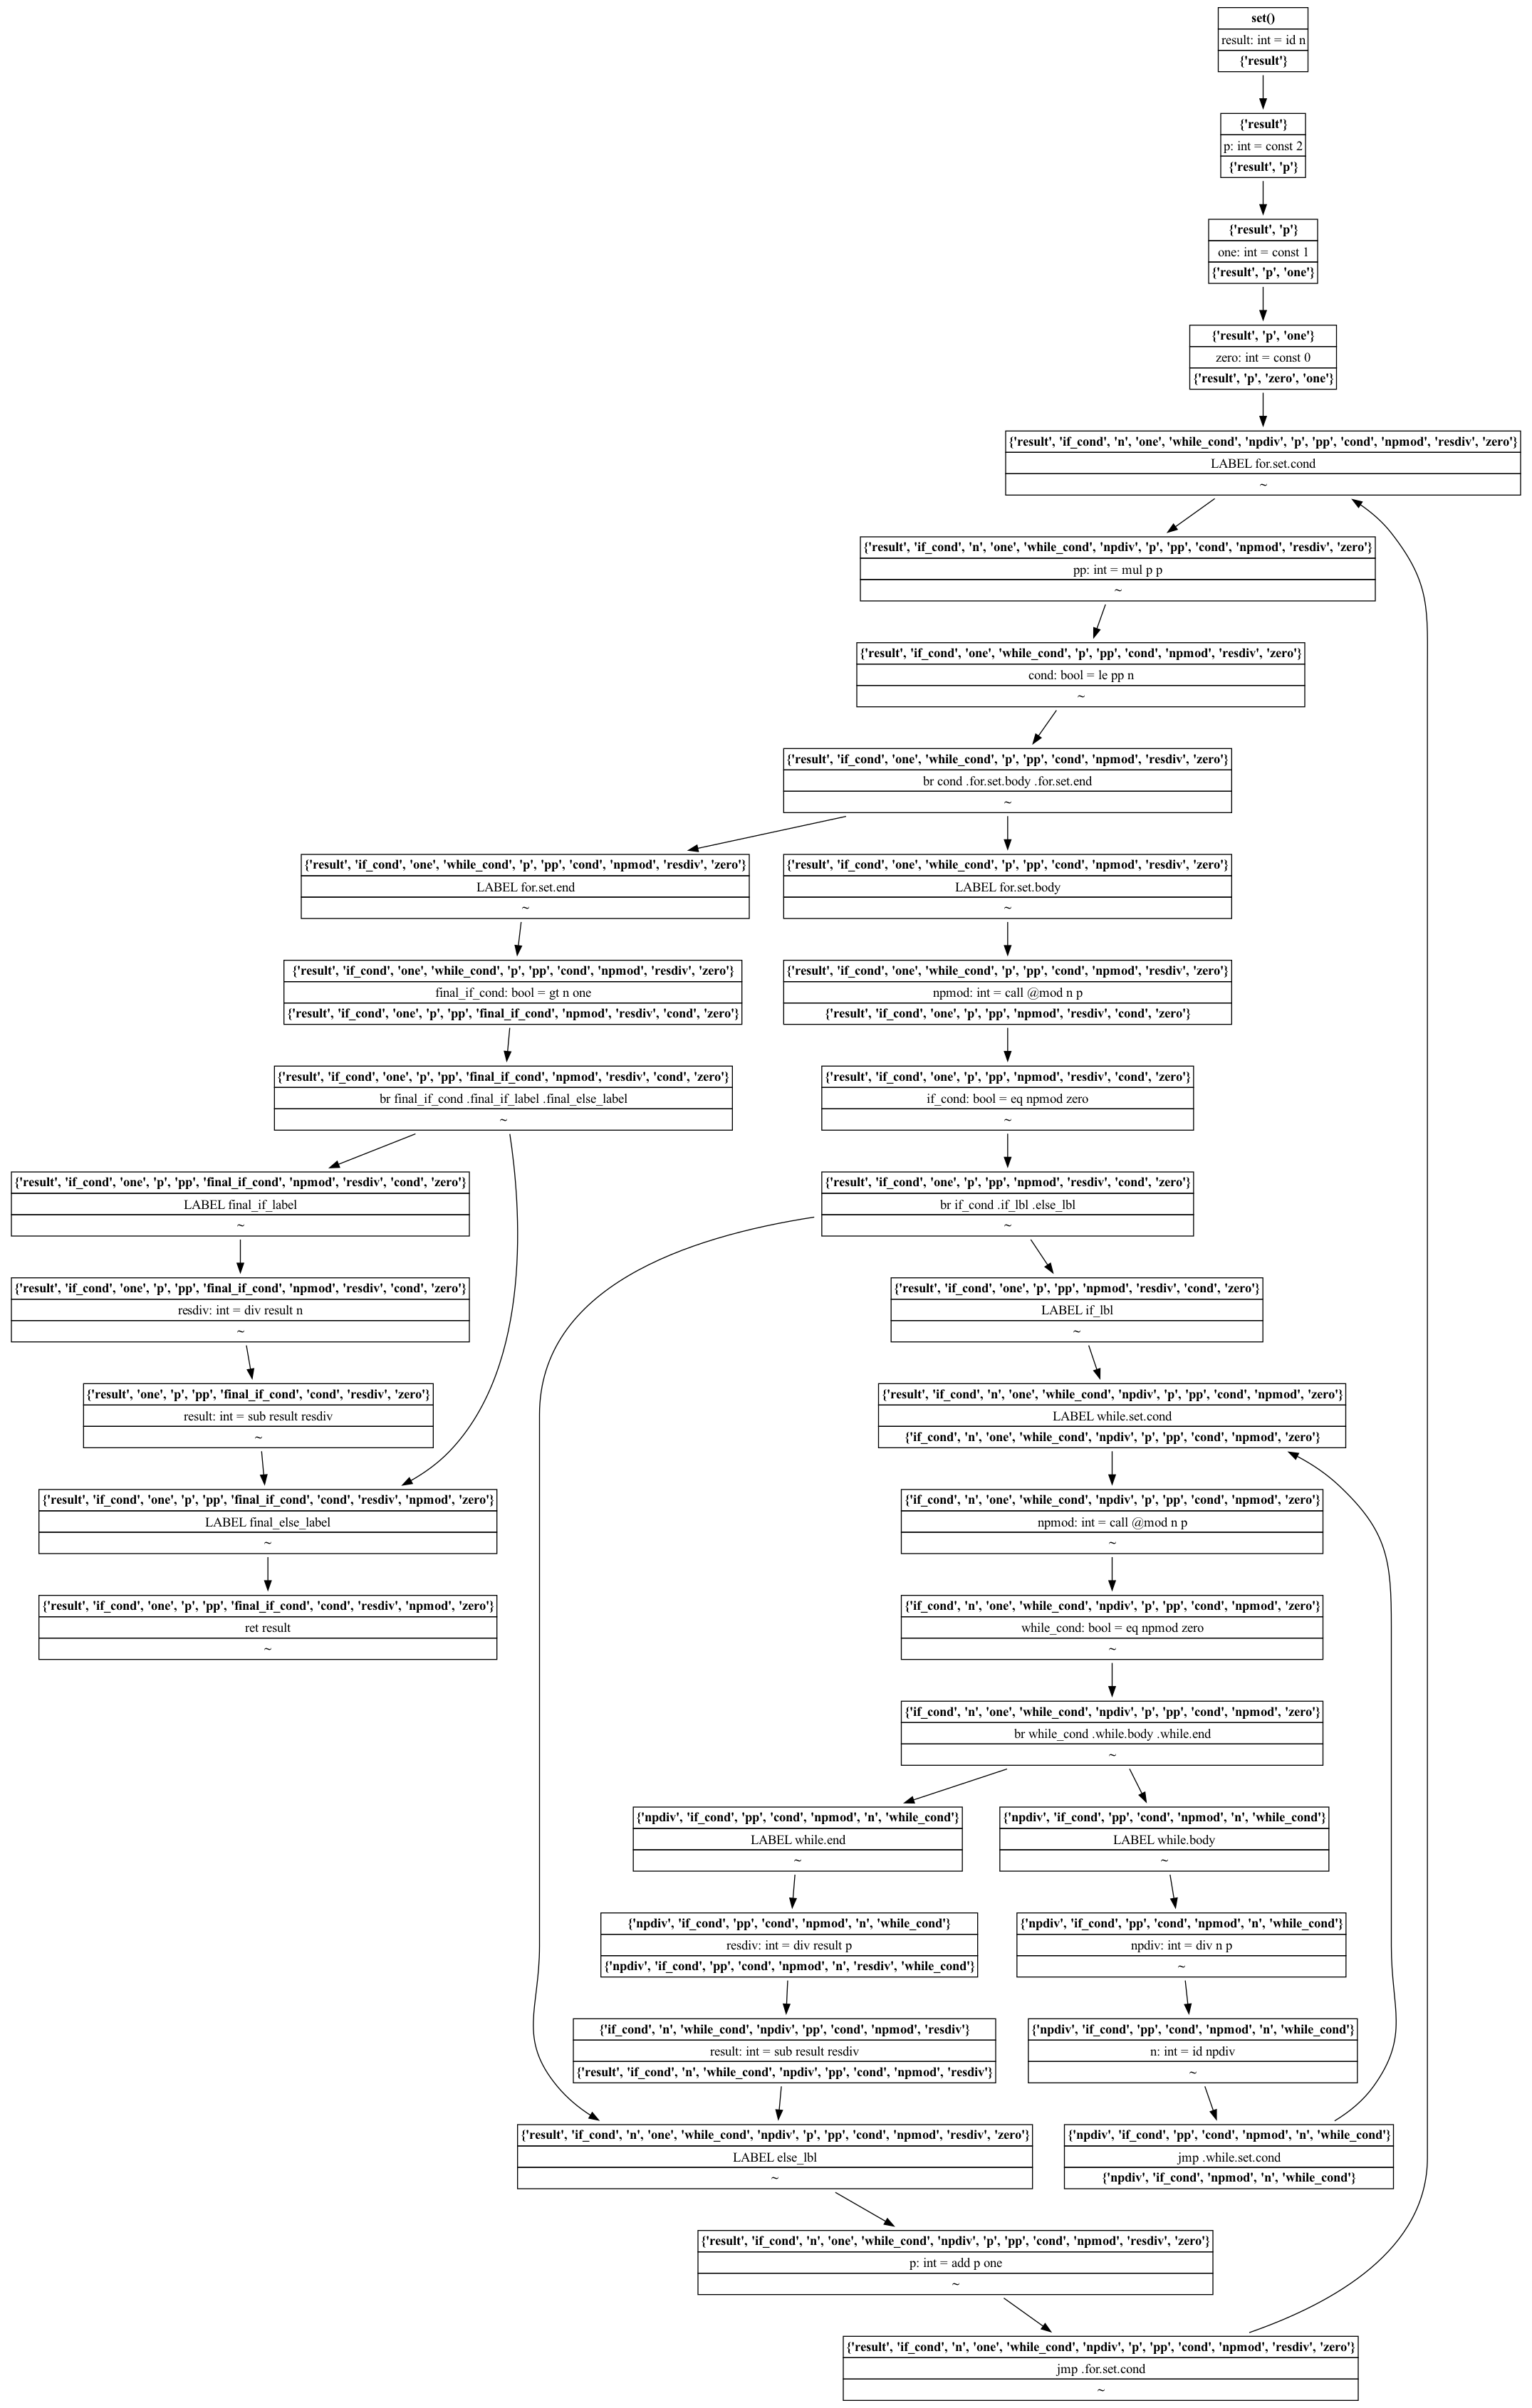 set()
result: int = id n
{'result'}
{'result'}
p: int = const 2
{'result', 'p'}
{'result', 'p'}
one: int = const 1
{'result', 'p', 'one'}
{'result', 'p', 'one'}
zero: int = const 0
{'result', 'p', 'zero', 'one'}
{'result', 'if_cond', 'n', 'one', 'while_cond', 'npdiv', 'p', 'pp', 'cond', 'npmod', 'resdiv', 'zero'}
LABEL for.set.cond
~
{'result', 'if_cond', 'n', 'one', 'while_cond', 'npdiv', 'p', 'pp', 'cond', 'npmod', 'resdiv', 'zero'}
pp: int = mul p p
~
{'result', 'if_cond', 'one', 'while_cond', 'p', 'pp', 'cond', 'npmod', 'resdiv', 'zero'}
cond: bool = le pp n
~
{'result', 'if_cond', 'one', 'while_cond', 'p', 'pp', 'cond', 'npmod', 'resdiv', 'zero'}
br cond .for.set.body .for.set.end
~
{'result', 'if_cond', 'one', 'while_cond', 'p', 'pp', 'cond', 'npmod', 'resdiv', 'zero'}
LABEL for.set.end
~
{'result', 'if_cond', 'one', 'while_cond', 'p', 'pp', 'cond', 'npmod', 'resdiv', 'zero'}
LABEL for.set.body
~
{'result', 'if_cond', 'one', 'while_cond', 'p', 'pp', 'cond', 'npmod', 'resdiv', 'zero'}
final_if_cond: bool = gt n one
{'result', 'if_cond', 'one', 'p', 'pp', 'final_if_cond', 'npmod', 'resdiv', 'cond', 'zero'}
{'result', 'if_cond', 'one', 'while_cond', 'p', 'pp', 'cond', 'npmod', 'resdiv', 'zero'}
npmod: int = call @mod n p
{'result', 'if_cond', 'one', 'p', 'pp', 'npmod', 'resdiv', 'cond', 'zero'}
{'result', 'if_cond', 'one', 'p', 'pp', 'final_if_cond', 'npmod', 'resdiv', 'cond', 'zero'}
br final_if_cond .final_if_label .final_else_label
~
{'result', 'if_cond', 'one', 'p', 'pp', 'npmod', 'resdiv', 'cond', 'zero'}
if_cond: bool = eq npmod zero
~
{'result', 'if_cond', 'one', 'p', 'pp', 'final_if_cond', 'npmod', 'resdiv', 'cond', 'zero'}
LABEL final_if_label
~
{'result', 'if_cond', 'one', 'p', 'pp', 'npmod', 'resdiv', 'cond', 'zero'}
br if_cond .if_lbl .else_lbl
~
{'result', 'if_cond', 'one', 'p', 'pp', 'final_if_cond', 'npmod', 'resdiv', 'cond', 'zero'}
resdiv: int = div result n
~
{'result', 'if_cond', 'one', 'p', 'pp', 'npmod', 'resdiv', 'cond', 'zero'}
LABEL if_lbl
~
{'result', 'one', 'p', 'pp', 'final_if_cond', 'cond', 'resdiv', 'zero'}
result: int = sub result resdiv
~
{'result', 'if_cond', 'n', 'one', 'while_cond', 'npdiv', 'p', 'pp', 'cond', 'npmod', 'zero'}
LABEL while.set.cond
{'if_cond', 'n', 'one', 'while_cond', 'npdiv', 'p', 'pp', 'cond', 'npmod', 'zero'}
{'result', 'if_cond', 'one', 'p', 'pp', 'final_if_cond', 'cond', 'resdiv', 'npmod', 'zero'}
LABEL final_else_label
~
{'if_cond', 'n', 'one', 'while_cond', 'npdiv', 'p', 'pp', 'cond', 'npmod', 'zero'}
npmod: int = call @mod n p
~
{'result', 'if_cond', 'one', 'p', 'pp', 'final_if_cond', 'cond', 'resdiv', 'npmod', 'zero'}
ret result
~
{'if_cond', 'n', 'one', 'while_cond', 'npdiv', 'p', 'pp', 'cond', 'npmod', 'zero'}
while_cond: bool = eq npmod zero
~
{'if_cond', 'n', 'one', 'while_cond', 'npdiv', 'p', 'pp', 'cond', 'npmod', 'zero'}
br while_cond .while.body .while.end
~
{'npdiv', 'if_cond', 'pp', 'cond', 'npmod', 'n', 'while_cond'}
LABEL while.end
~
{'npdiv', 'if_cond', 'pp', 'cond', 'npmod', 'n', 'while_cond'}
LABEL while.body
~
{'npdiv', 'if_cond', 'pp', 'cond', 'npmod', 'n', 'while_cond'}
resdiv: int = div result p
{'npdiv', 'if_cond', 'pp', 'cond', 'npmod', 'n', 'resdiv', 'while_cond'}
{'npdiv', 'if_cond', 'pp', 'cond', 'npmod', 'n', 'while_cond'}
npdiv: int = div n p
~
{'if_cond', 'n', 'while_cond', 'npdiv', 'pp', 'cond', 'npmod', 'resdiv'}
result: int = sub result resdiv
{'result', 'if_cond', 'n', 'while_cond', 'npdiv', 'pp', 'cond', 'npmod', 'resdiv'}
{'npdiv', 'if_cond', 'pp', 'cond', 'npmod', 'n', 'while_cond'}
n: int = id npdiv
~
{'result', 'if_cond', 'n', 'one', 'while_cond', 'npdiv', 'p', 'pp', 'cond', 'npmod', 'resdiv', 'zero'}
LABEL else_lbl
~
{'npdiv', 'if_cond', 'pp', 'cond', 'npmod', 'n', 'while_cond'}
jmp .while.set.cond
{'npdiv', 'if_cond', 'npmod', 'n', 'while_cond'}
{'result', 'if_cond', 'n', 'one', 'while_cond', 'npdiv', 'p', 'pp', 'cond', 'npmod', 'resdiv', 'zero'}
p: int = add p one
~
{'result', 'if_cond', 'n', 'one', 'while_cond', 'npdiv', 'p', 'pp', 'cond', 'npmod', 'resdiv', 'zero'}
jmp .for.set.cond
~